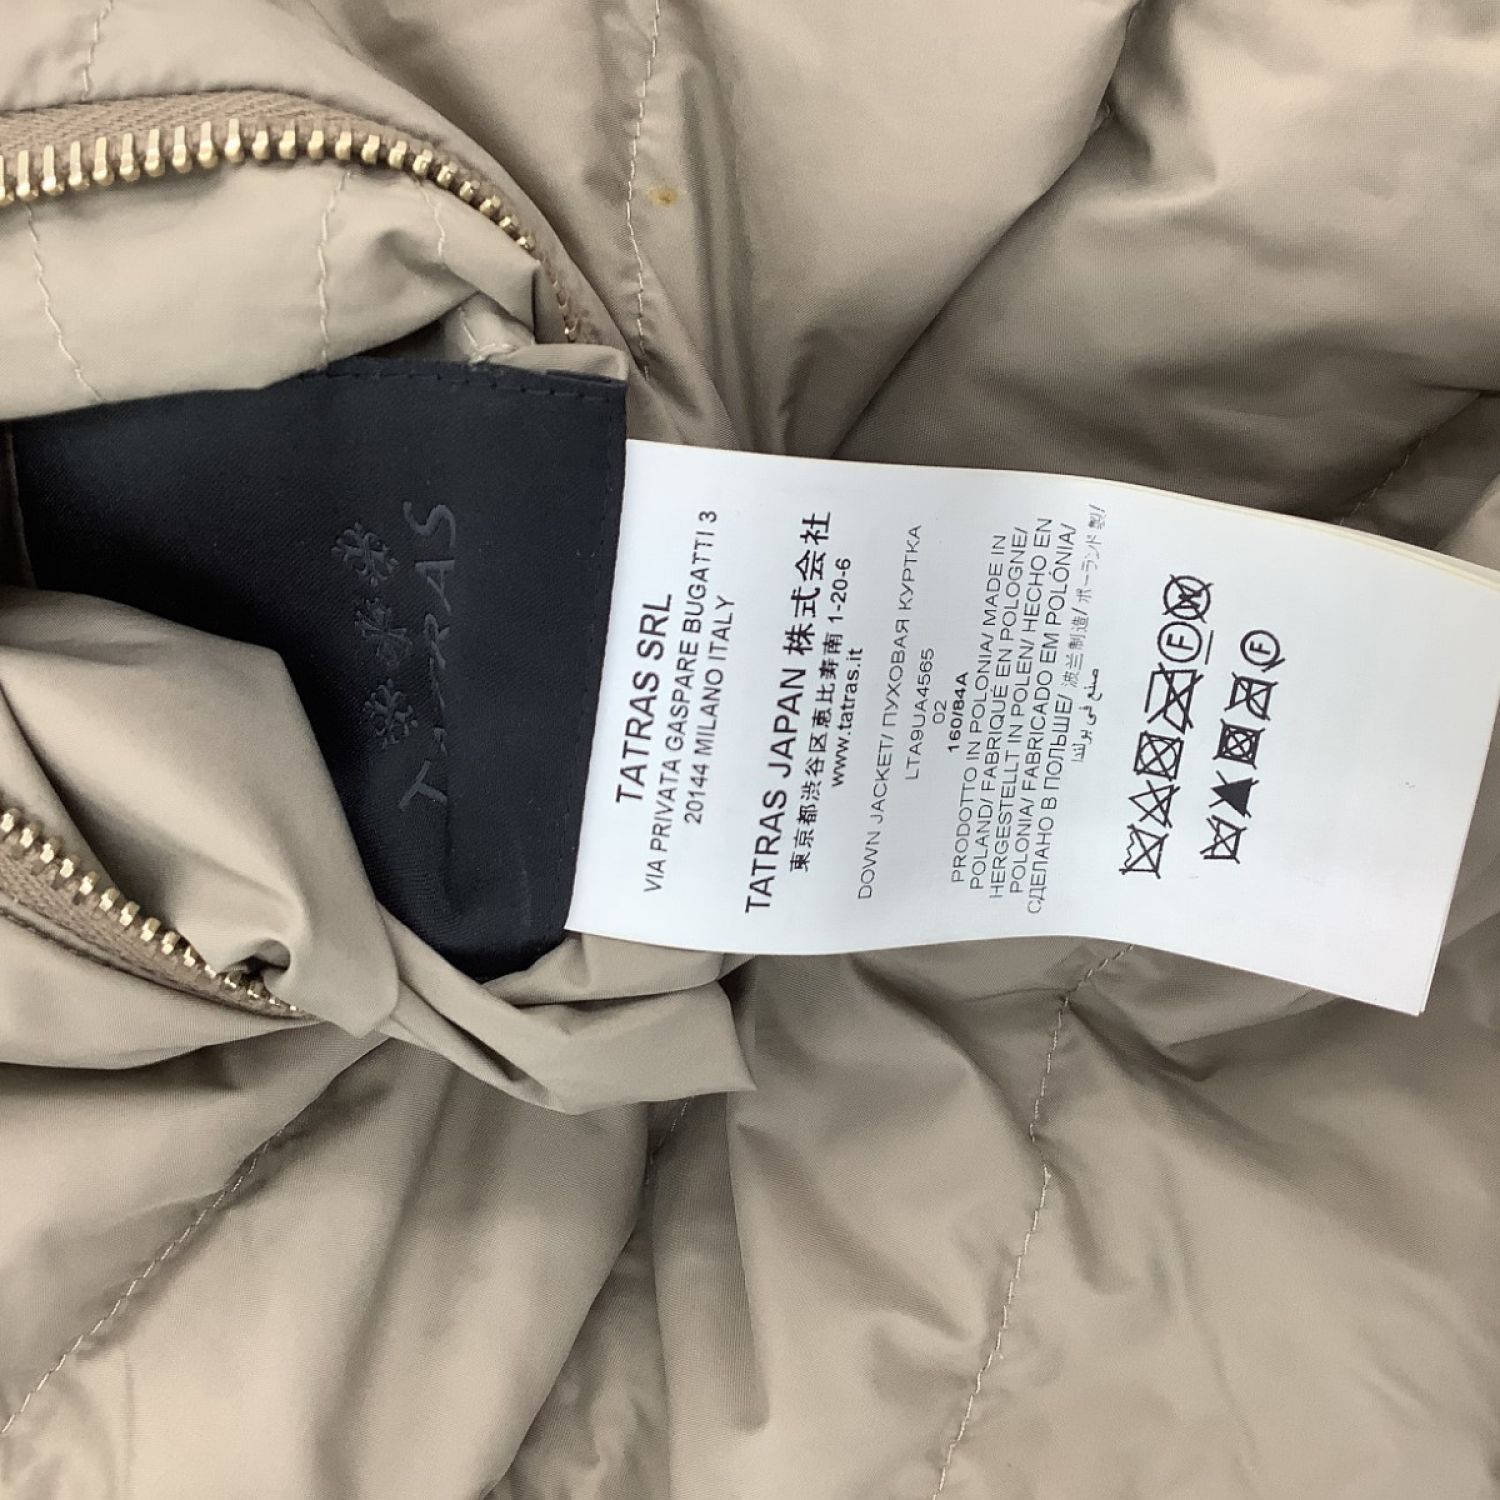 TATRAS
TATRAS SRL
VIA PRIVATA GASPARE BUGATTI 3
20144 MILANO ITALY
TATRAS JAPAN 株式会社
東京都渋谷区恵比寿南 1-20-6
www.tatras.it
DOWN JACKET/ ПУХОВАЯ КУРТКА
LTA9UA4565
02
160/84A
PRODOTTO IN POLONIA/ MADE IN
POLAND/ FABRIQUÉ EN POLOGNE/
HERGESTELLT IN POLEN/ HECHO EN
POLONIA/ FABRICADO EM POLÓNIA/
СДЕЛАНО В ПОЛЬШЕ/ 波兰制造/ ポーランド製/
صنع في بولندا
W
F
F